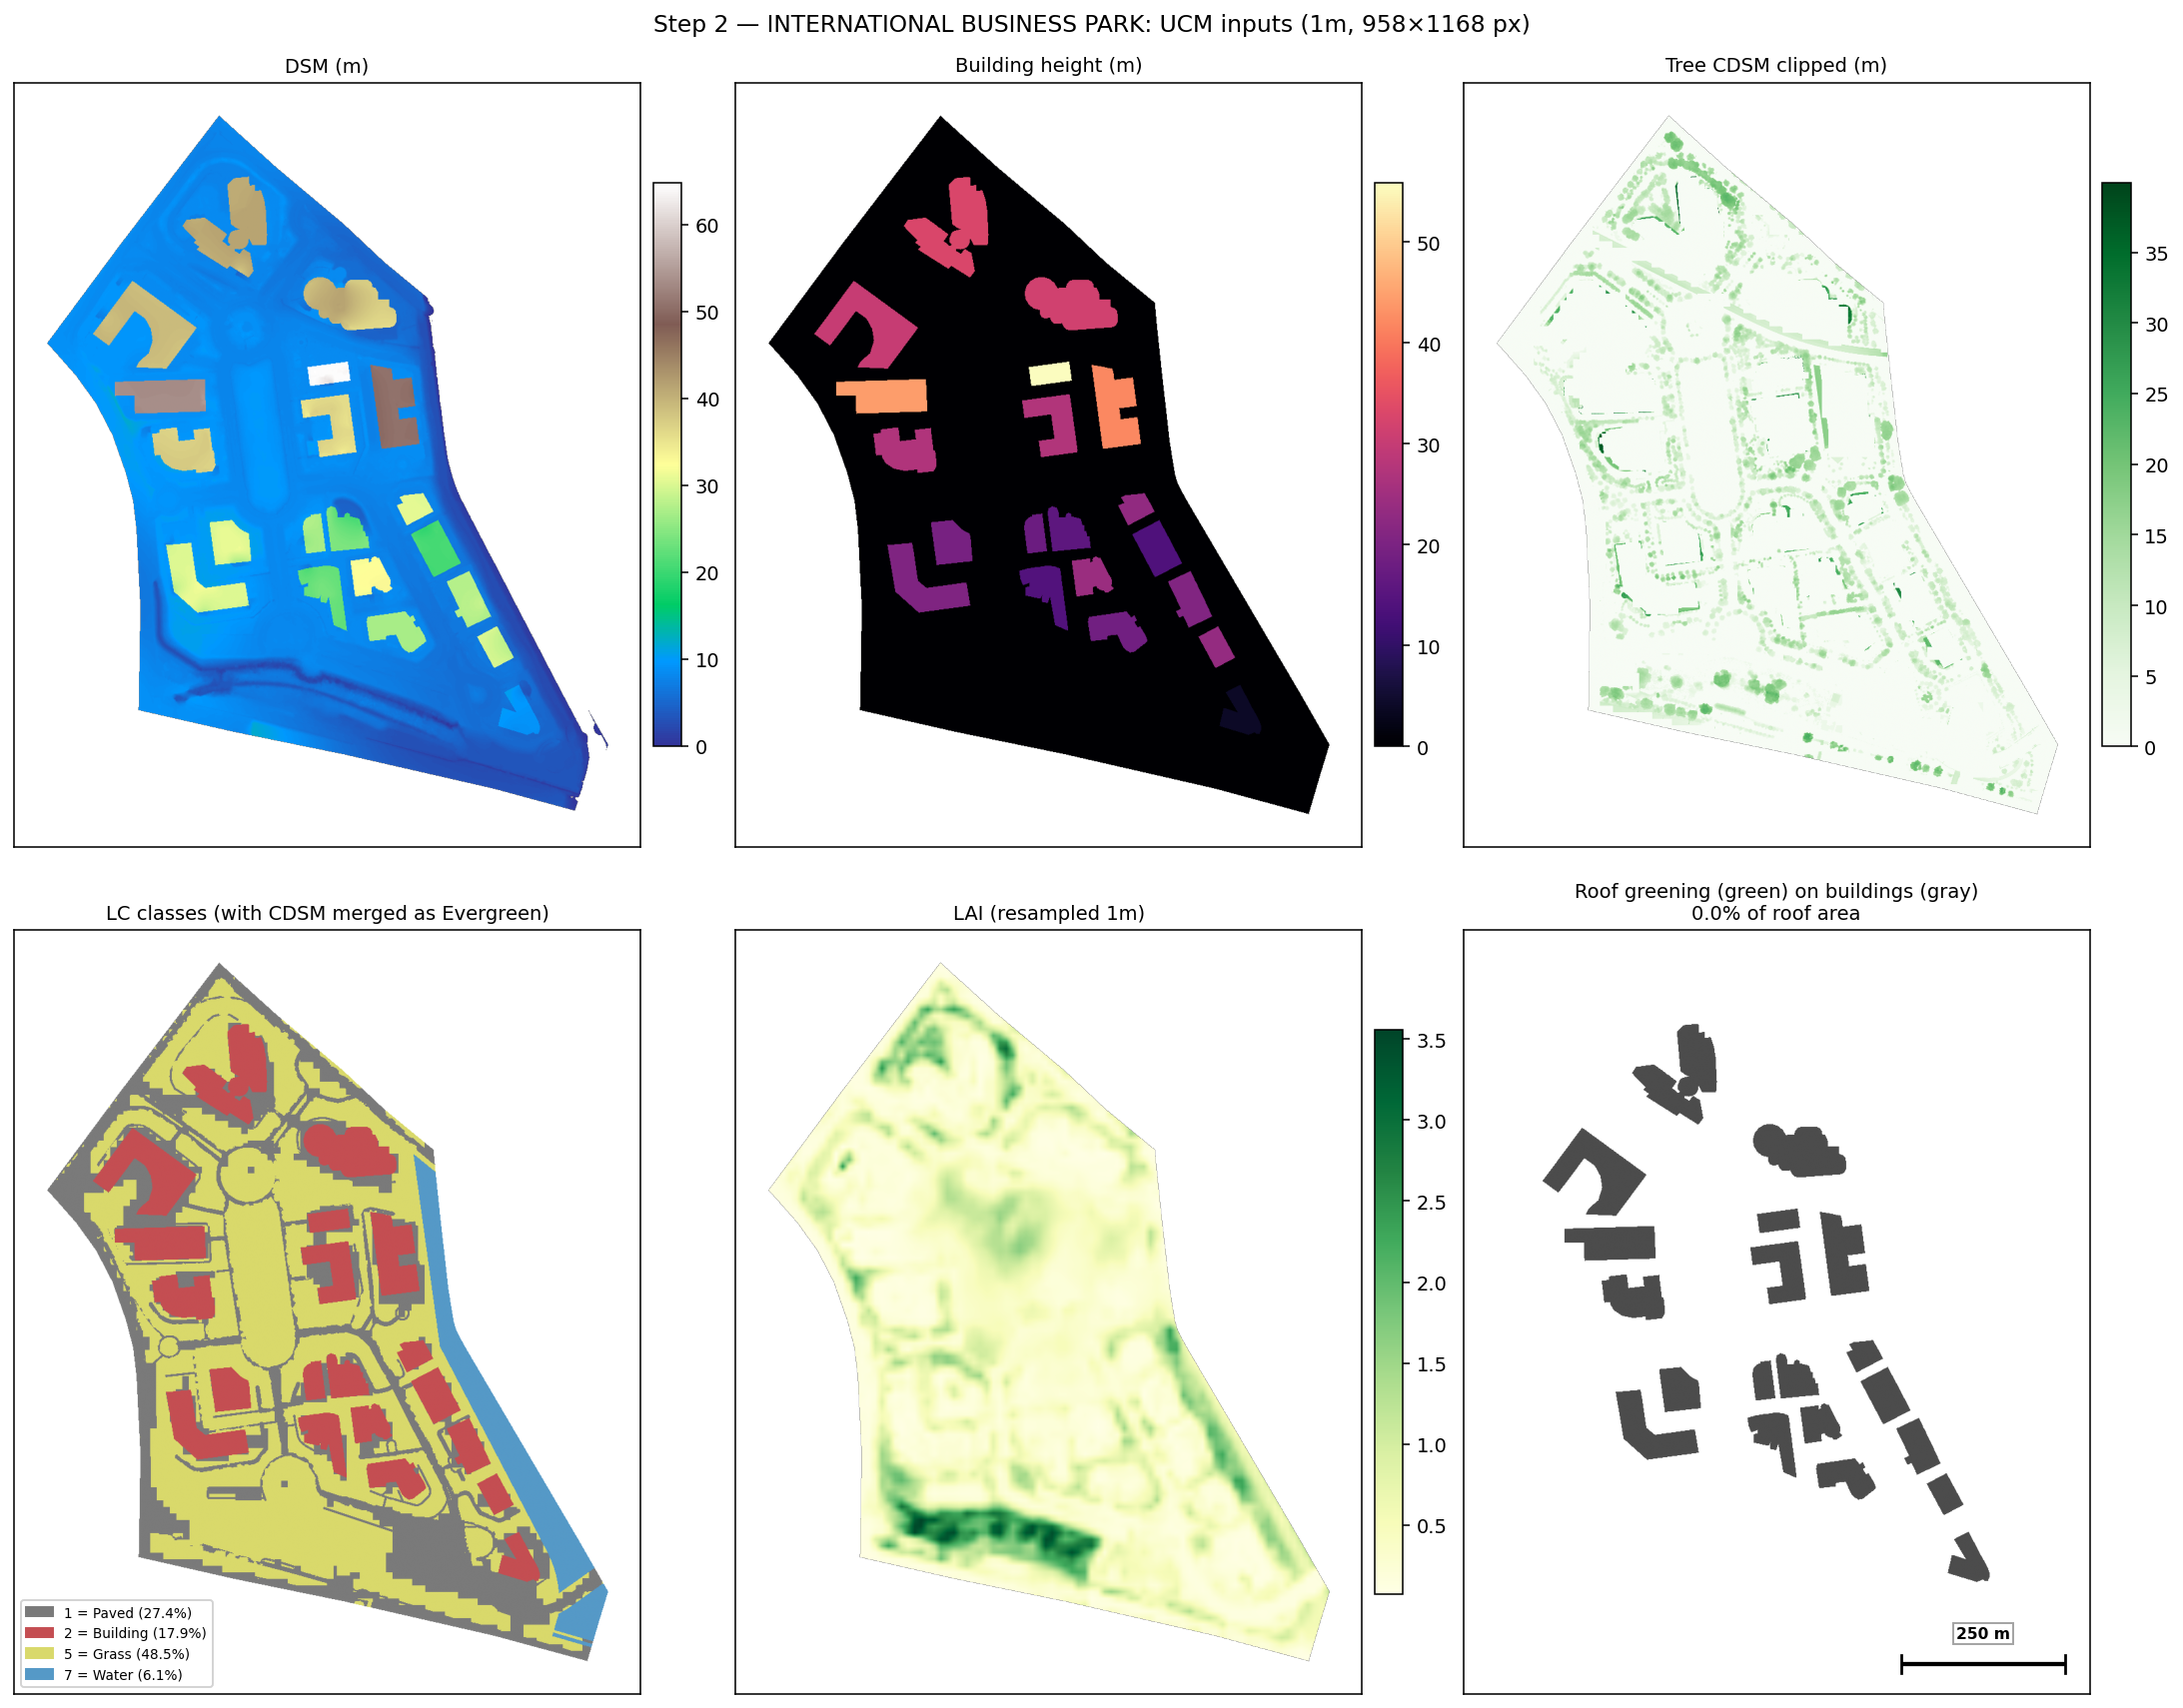 Step 2 — INTERNATIONAL BUSINESS PARK: UCM inputs (1m, 958×1168 px)
DSM (m)
60
50
40
30
20
10
0
Building height (m)
50
40
30
20
10
0
Tree CDSM clipped (m)
35
30
25
20
15
10
5
0
LC classes (with CDSM merged as Evergreen)
1 = Paved (27.4%)
2 = Building (17.9%)
5 = Grass (48.5%)
7 = Water (6.1%)
LAI (resampled 1m)
3.5
3.0
2.5
2.0
1.5
1.0
0.5
Roof greening (green) on buildings (gray)
0.0% of roof area
250 m